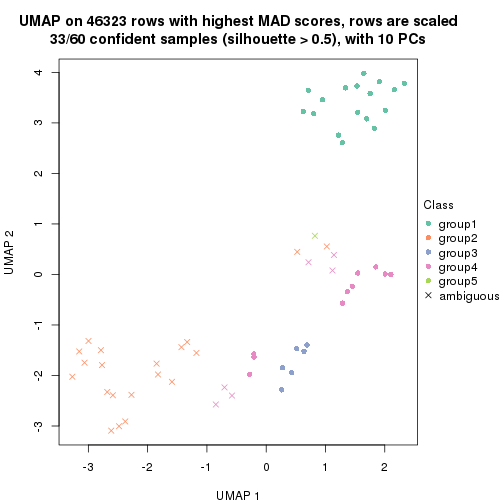 UMAP on 46323 rows with highest MAD scores, rows are scaled
33/60 confident samples (silhouette > 0.5), with 10 PCs
4
3
2
1
0
-1
-2
-3
UMAP 2
-3 -2 -1 0 1 2
UMAP 1
Class
group1
group2
group3
group4
group5
ambiguous